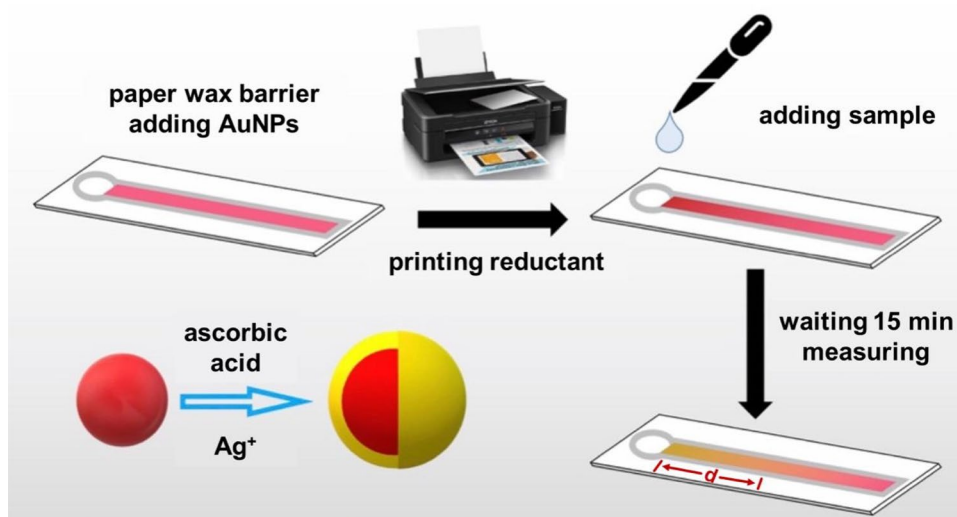 paper wax barrier
adding AuNPs
printing reductant
adding sample
waiting 15 min
measuring
ascorbic
acid
Ag⁺
d